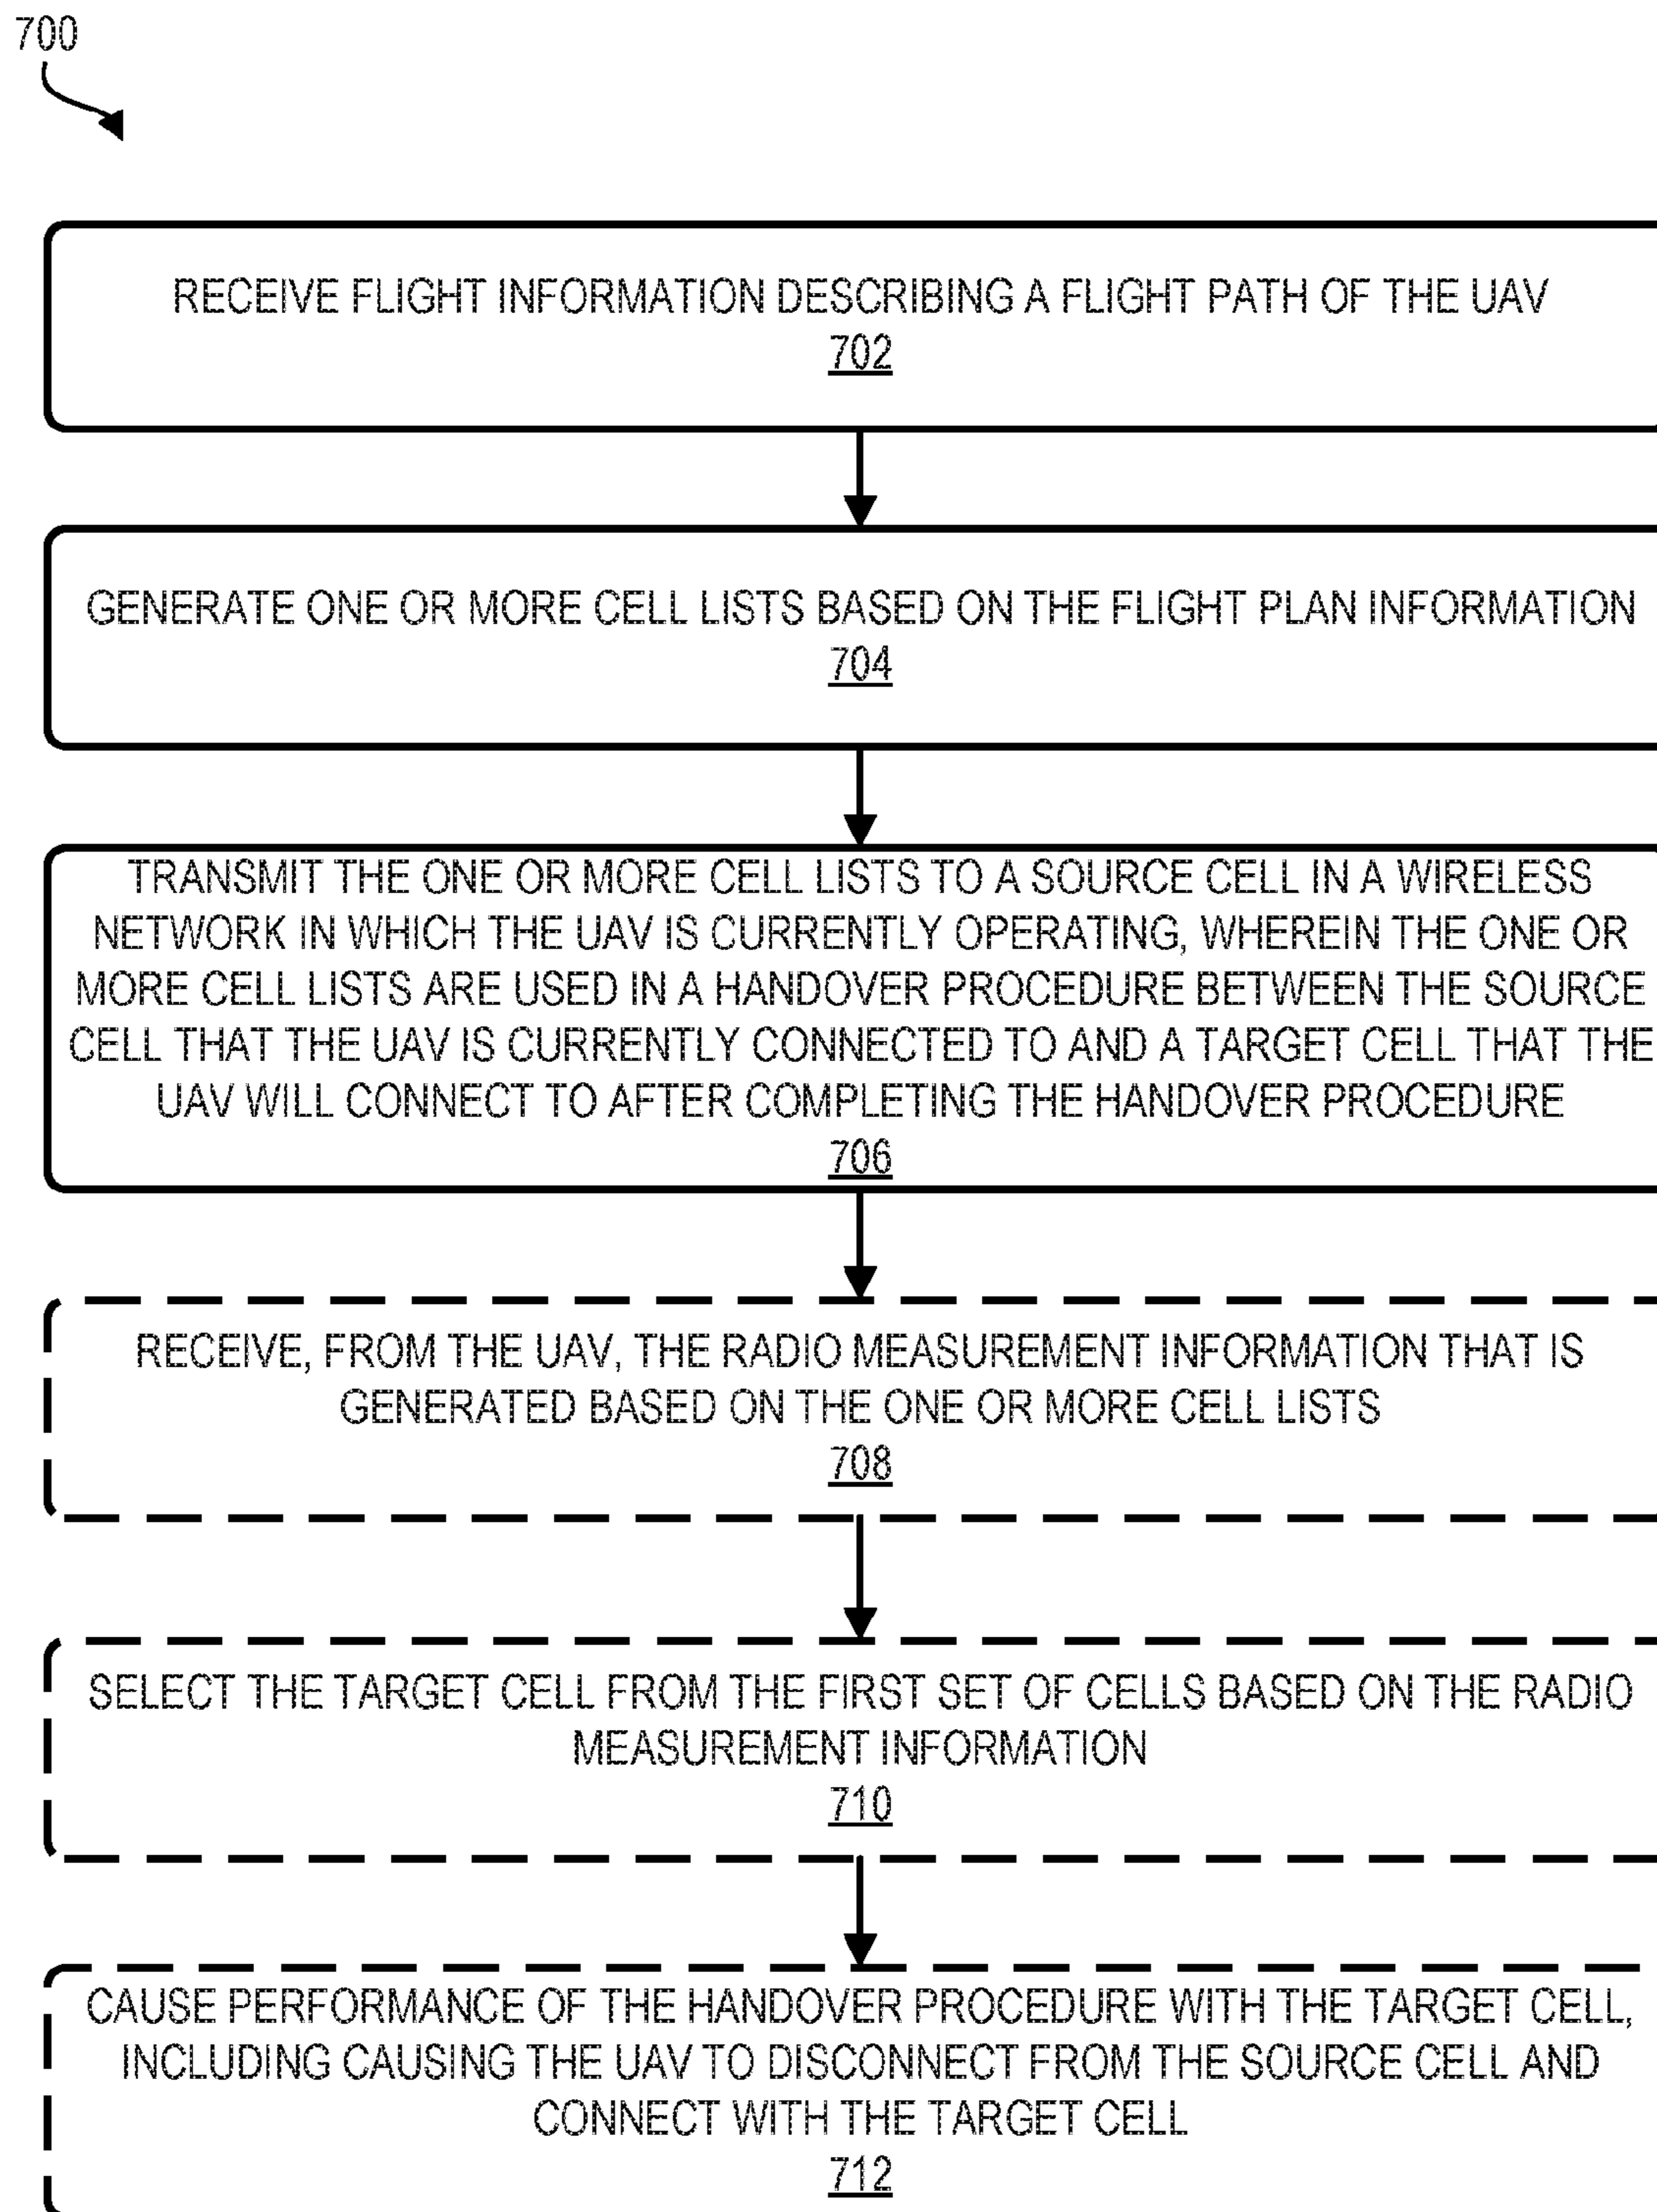 700
RECEIVE FLIGHT INFORMATION DESCRIBING A FLIGHT PATH OF THE UAV
702
GENERATE ONE OR MORE CELL LISTS BASED ON THE FLIGHT PLAN INFORMATION
704
TRANSMIT THE ONE OR MORE CELL LISTS TO A SOURCE CELL IN A WIRELESS
NETWORK IN WHICH THE UAV IS CURRENTLY OPERATING, WHEREIN THE ONE OR
MORE CELL LISTS ARE USED IN A HANDOVER PROCEDURE BETWEEN THE SOURCE
CELL THAT THE UAV IS CURRENTLY CONNECTED TO AND A TARGET CELL THAT THE
UAV WILL CONNECT TO AFTER COMPLETING THE HANDOVER PROCEDURE
706
RECEIVE, FROM THE UAV, THE RADIO MEASUREMENT INFORMATION THAT IS
GENERATED BASED ON THE ONE OR MORE CELL LISTS
708
SELECT THE TARGET CELL FROM THE FIRST SET OF CELLS BASED ON THE RADIO
MEASUREMENT INFORMATION
710
CAUSE PERFORMANCE OF THE HANDOVER PROCEDURE WITH THE TARGET CELL,
INCLUDING CAUSING THE UAV TO DISCONNECT FROM THE SOURCE CELL AND
CONNECT WITH THE TARGET CELL
712